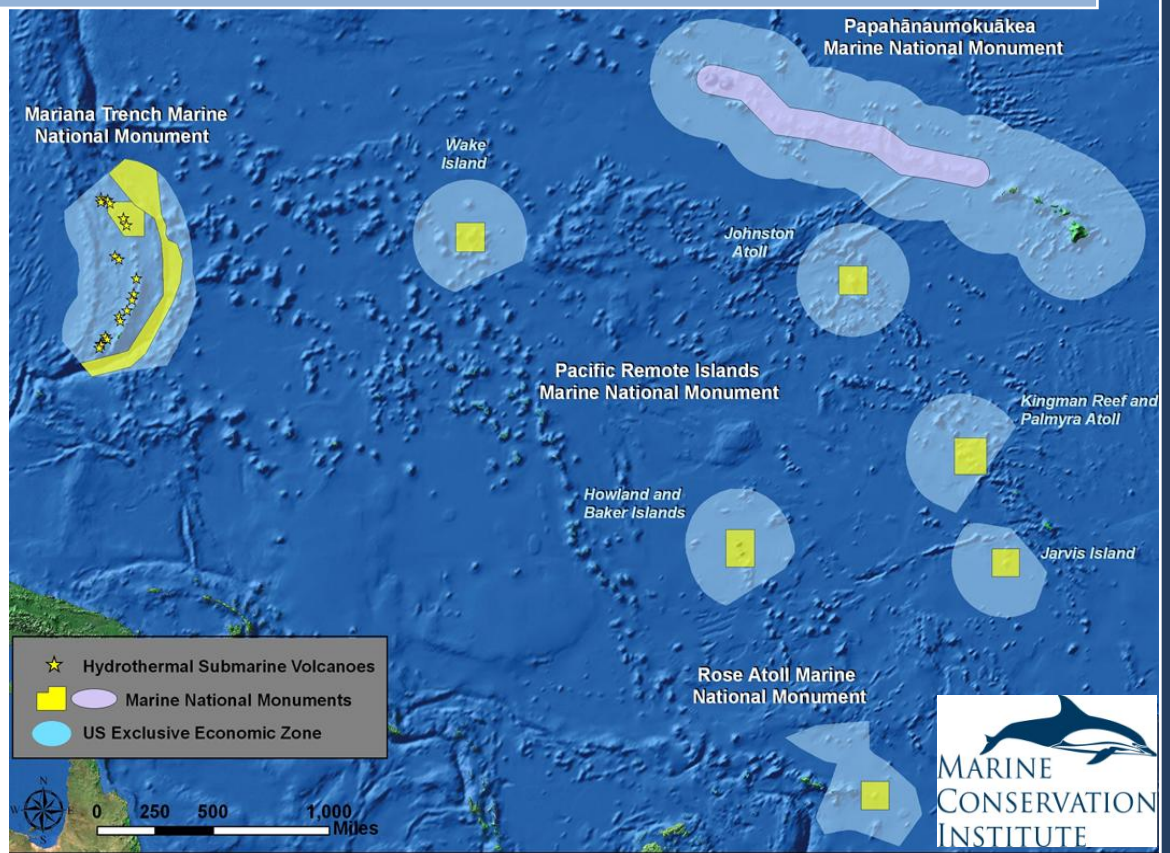 Papahānaumokuākea
Marine National Monument
Mariana Trench Marine
National Monument
Wake
Island
Johnston
Atoll
Pacific Remote Islands
Marine National Monument
Kingman Reef and
Palmyra Atoll
Howland and
Baker Islands
Jarvis Island
Rose Atoll Marine
National Monument
Hydrothermal Submarine Volcanoes
Marine National Monuments
US Exclusive Economic Zone
N
W
E
S
0 250 500 1,000
Miles
MARINE
CONSERVATION
INSTITUTE